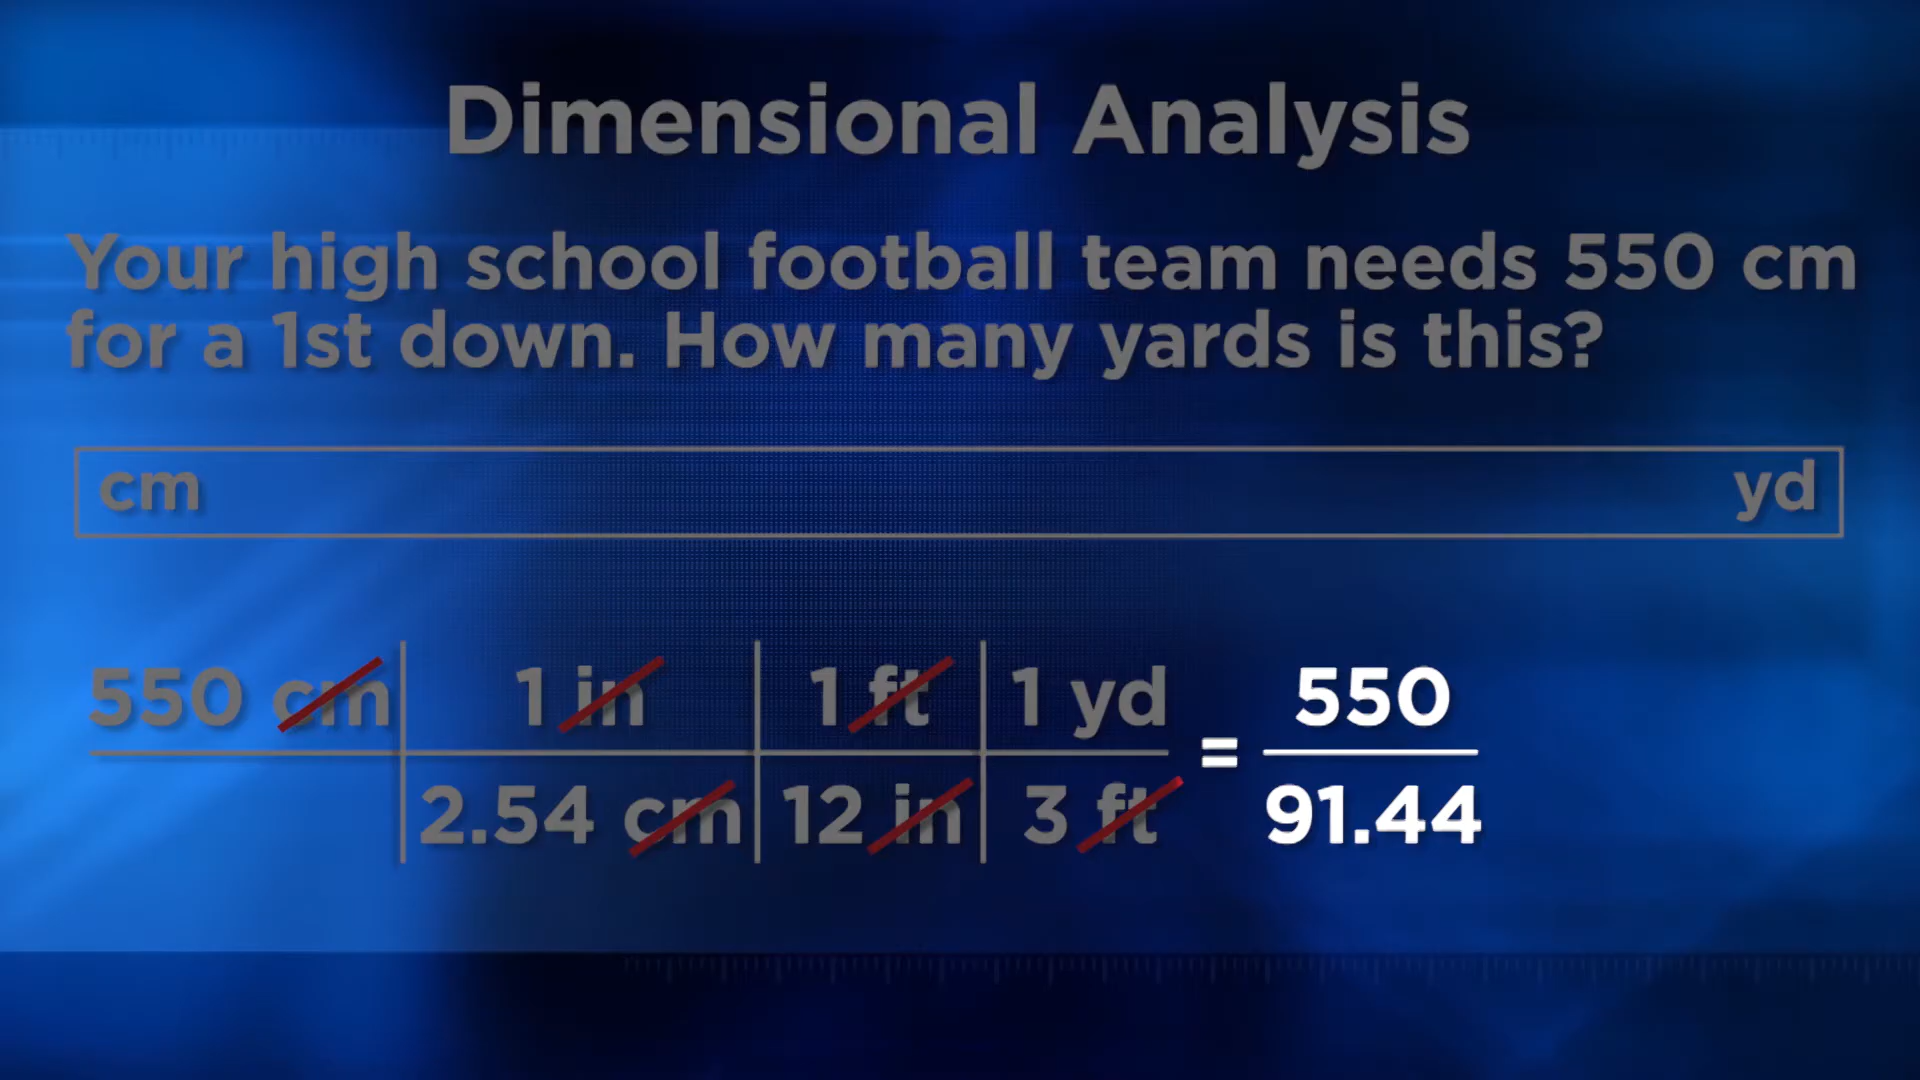 Dimensional Analysis
Your high school football team needs 550 cm
for a 1st down. How many yards is this?
cm yd
550 cm 1 in 1 ft 1 yd = 550
2.54 cm 12 in 3 ft 91.44